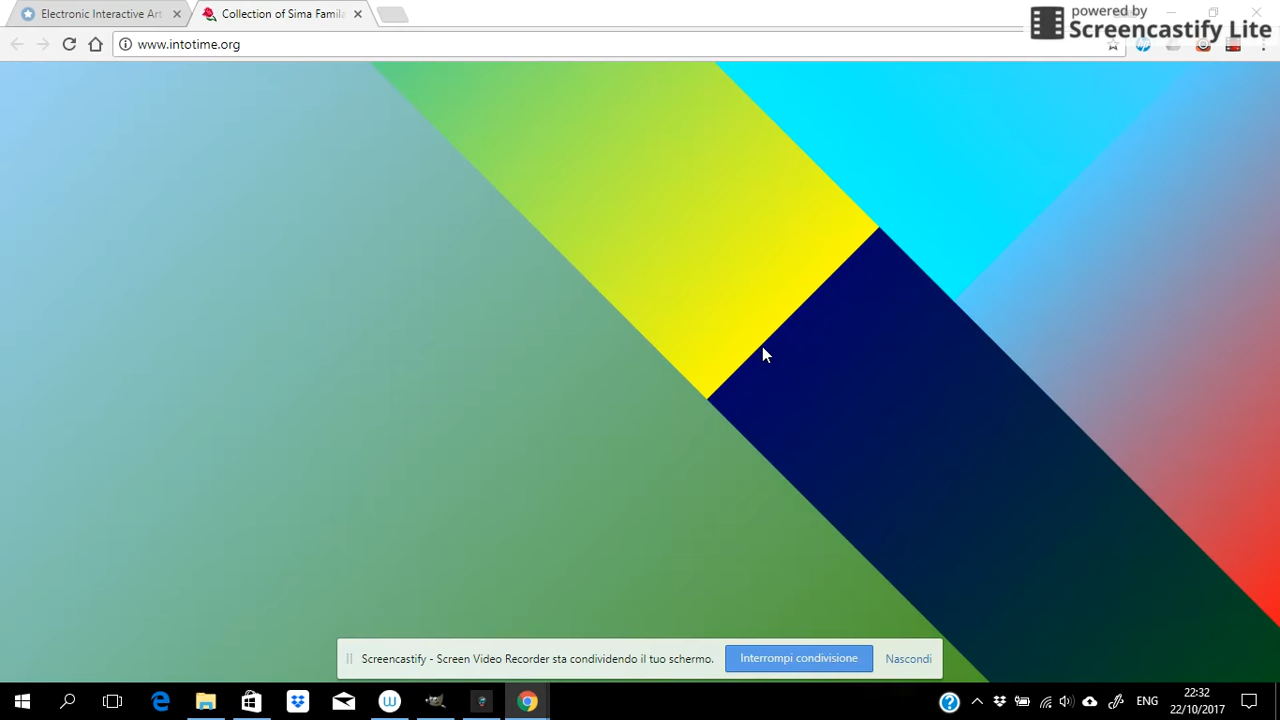 Electronic Interactive Art
Collection of Sima Famila
powered by
Screencastify Lite
www.intotime.org
Screencastify - Screen Video Recorder sta condividendo il tuo schermo.
Interrompi condivisione
Nascondi
ENG
22:32
22/10/2017